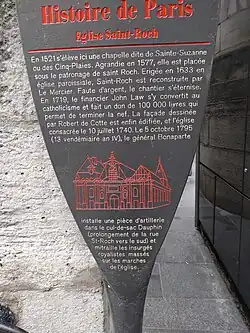 Histoire de Paris
Église Saint-Roch
En 1521 s'élève ici une chapelle dite de Sainte-Suzanne
ou des Cinq-Plaies. Agrandie en 1577, elle est placée
sous le patronage de saint Roch. Érigée en 1633 en
église paroissiale, Saint-Roch est reconstruite par
Le Mercier. Faute d'argent, le chantier s'éternise.
En 1719, le financier John Law s'y convertit au
catholicisme et fait un don de 100 000 livres qui
permet de terminer la nef. La façade dessinée
par Robert de Cotte est enfin édifiée, et l'église
consacrée le 10 juillet 1740. Le 5 octobre 1795
(13 vendémiaire an IV), le général Bonaparte
installe une pièce d'artillerie
dans le cul-de-sac Dauphin
(prolongement de la rue
St-Roch vers le sud) et
mitraille les insurgés
royalistes massés
sur les marches
de l'église.